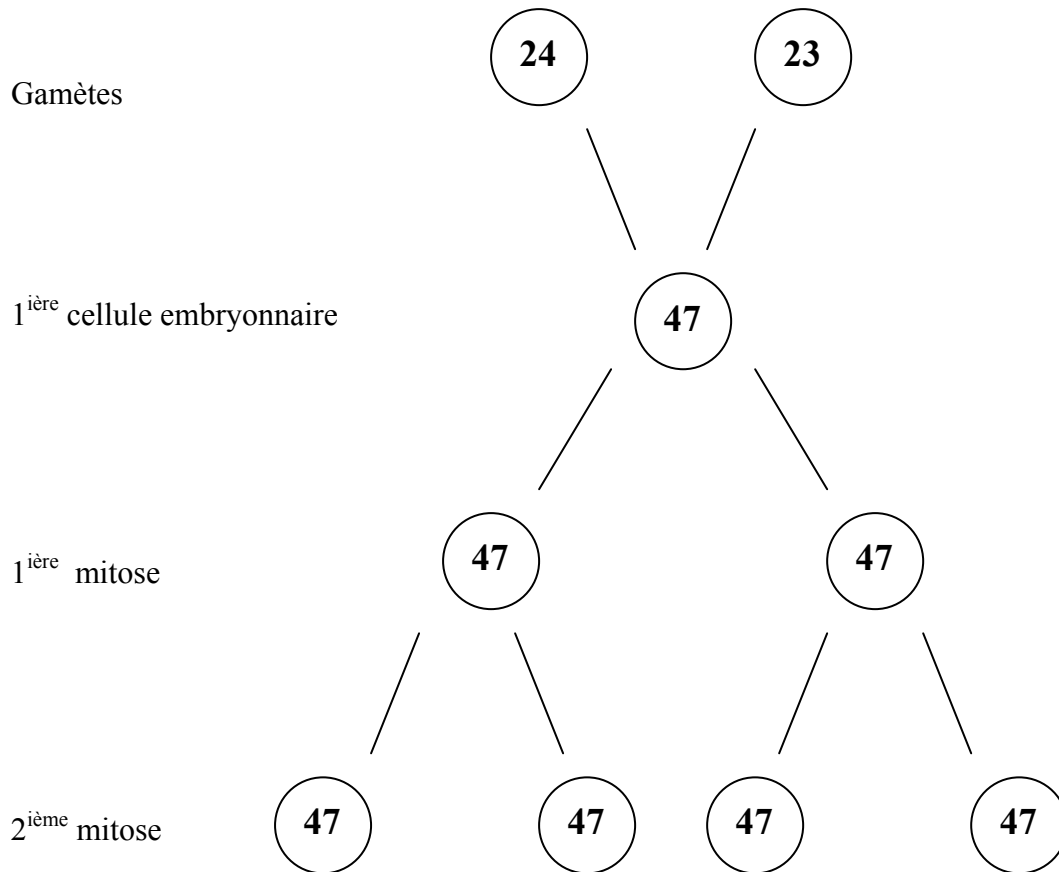 24 23
Gamètes
1ière cellule embryonnaire
47
47 47
1ière mitose
47 47 47 47
2ième mitose